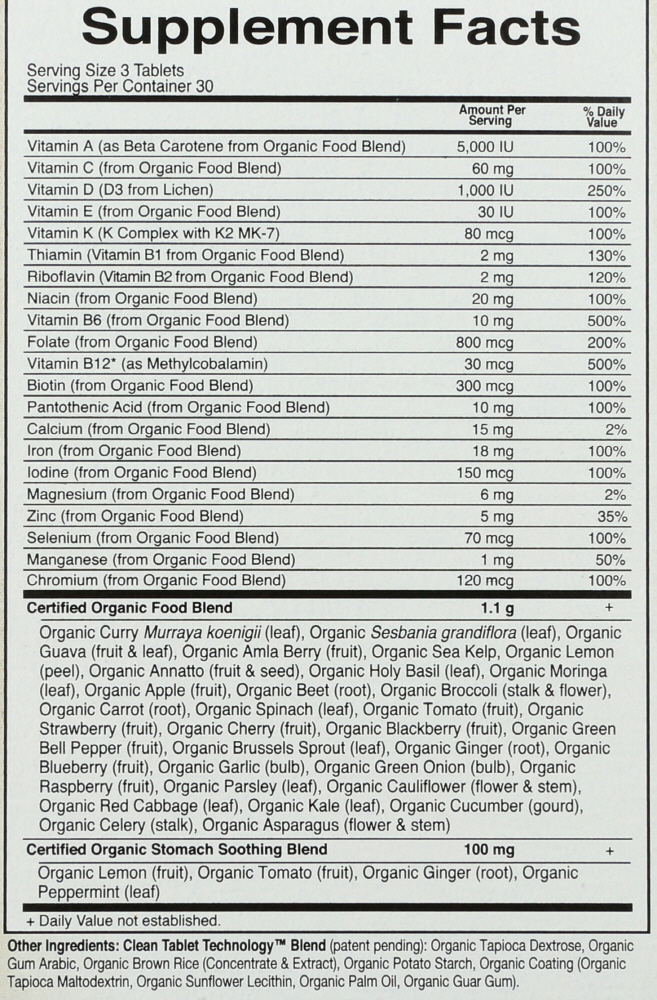 Supplement Facts
Serving Size 3 Tablets
Servings Per Container 30
Amount Per Serving % Daily Value
Vitamin A (as Beta Carotene from Organic Food Blend) 5,000 IU 100%
Vitamin C (from Organic Food Blend) 60 mg 100%
Vitamin D (D3 from Lichen) 1,000 IU 250%
Vitamin E (from Organic Food Blend) 30 IU 100%
Vitamin K (K Complex with K2 MK-7) 80 mcg 100%
Thiamin (Vitamin B1 from Organic Food Blend) 2 mg 130%
Riboflavin (Vitamin B2 from Organic Food Blend) 2 mg 120%
Niacin (from Organic Food Blend) 20 mg 100%
Vitamin B6 (from Organic Food Blend) 10 mg 500%
Folate (from Organic Food Blend) 800 mcg 200%
Vitamin B12* (as Methylcobalamin) 30 mcg 500%
Biotin (from Organic Food Blend) 300 mcg 100%
Pantothenic Acid (from Organic Food Blend) 10 mg 100%
Calcium (from Organic Food Blend) 15 mg 2%
Iron (from Organic Food Blend) 18 mg 100%
Iodine (from Organic Food Blend) 150 mcg 100%
Magnesium (from Organic Food Blend) 6 mg 2%
Zinc (from Organic Food Blend) 5 mg 35%
Selenium (from Organic Food Blend) 70 mcg 100%
Manganese (from Organic Food Blend) 1 mg 50%
Chromium (from Organic Food Blend) 120 mcg 100%
Certified Organic Food Blend 1.1 g +
Organic Curry Murraya koenigii (leaf), Organic Sesbania grandiflora (leaf), Organic
Guava (fruit & leaf), Organic Amla Berry (fruit), Organic Sea Kelp, Organic Lemon
(peel), Organic Annatto (fruit & seed), Organic Holy Basil (leaf), Organic Moringa
(leaf), Organic Apple (fruit), Organic Beet (root), Organic Broccoli (stalk & flower),
Organic Carrot (root), Organic Spinach (leaf), Organic Tomato (fruit), Organic
Strawberry (fruit), Organic Cherry (fruit), Organic Blackberry (fruit), Organic Green
Bell Pepper (fruit), Organic Brussels Sprout (leaf), Organic Ginger (root), Organic
Blueberry (fruit), Organic Garlic (bulb), Organic Green Onion (bulb), Organic
Raspberry (fruit), Organic Parsley (leaf), Organic Cauliflower (flower & stem),
Organic Red Cabbage (leaf), Organic Kale (leaf), Organic Cucumber (gourd),
Organic Celery (stalk), Organic Asparagus (flower & stem)
Certified Organic Stomach Soothing Blend 100 mg +
Organic Lemon (fruit), Organic Tomato (fruit), Organic Ginger (root), Organic
Peppermint (leaf)
+ Daily Value not established.
Other Ingredients: Clean Tablet Technology™ Blend (patent pending): Organic Tapioca Dextrose, Organic
Gum Arabic, Organic Brown Rice (Concentrate & Extract), Organic Potato Starch, Organic Coating (Organic
Tapioca Maltodextrin, Organic Sunflower Lecithin, Organic Palm Oil, Organic Guar Gum).